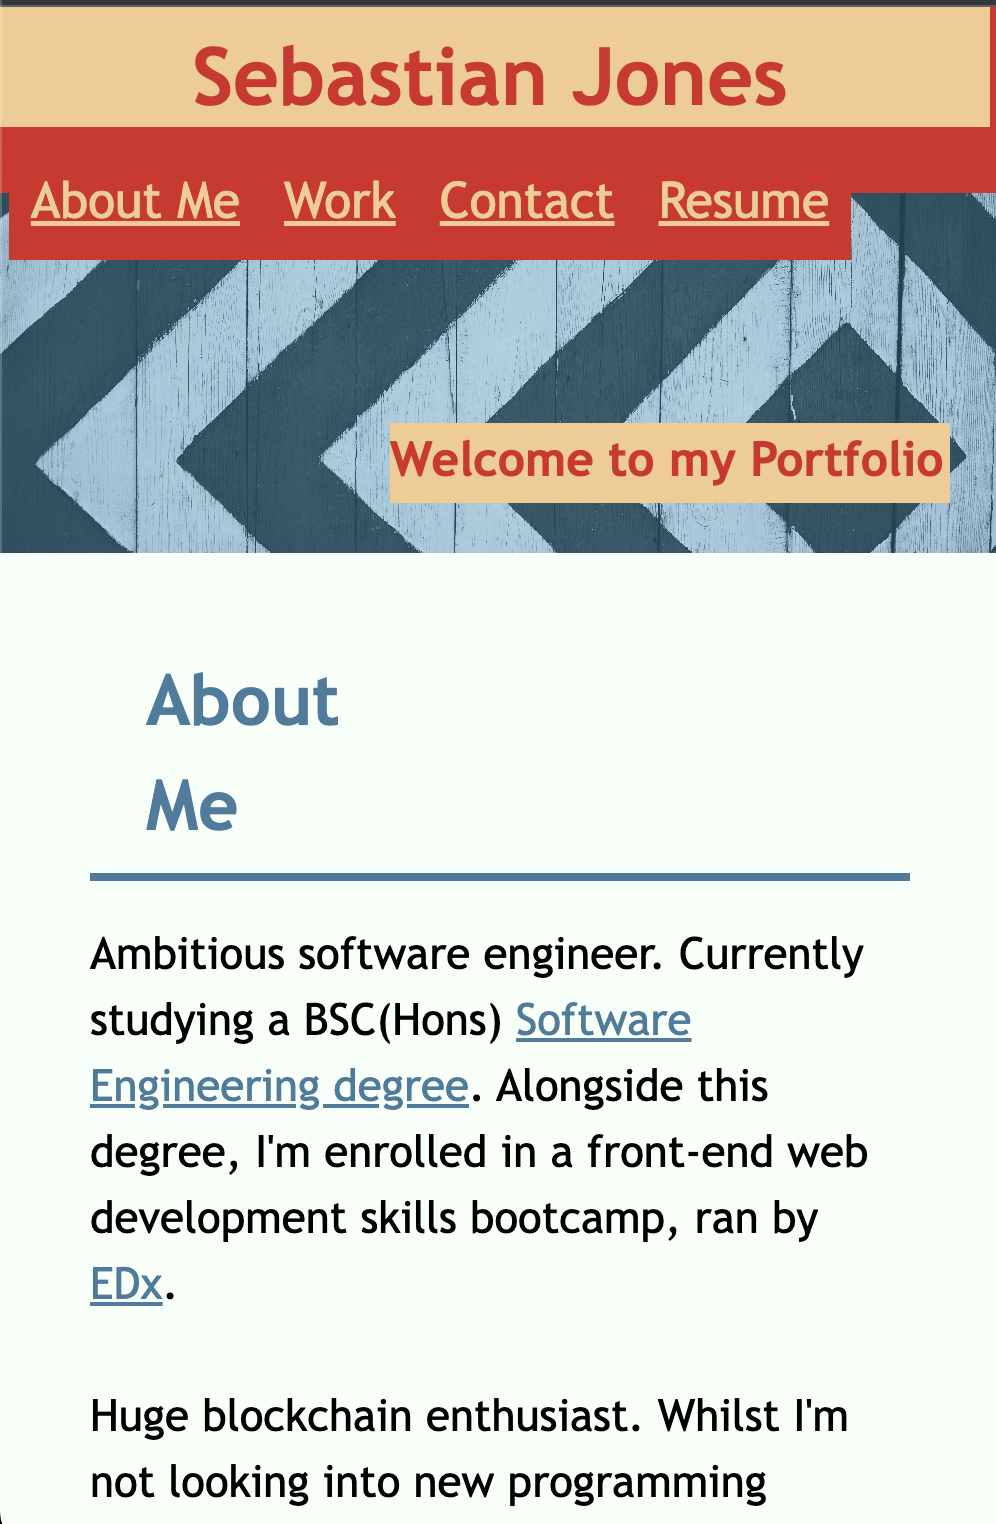 Sebastian Jones
About Me Work Contact Resume
Welcome to my Portfolio
About
Me
Ambitious software engineer. Currently
studying a BSC(Hons) Software
Engineering degree. Alongside this
degree, I'm enrolled in a front-end web
development skills bootcamp, ran by
EDx.
Huge blockchain enthusiast. Whilst I'm
not looking into new programming